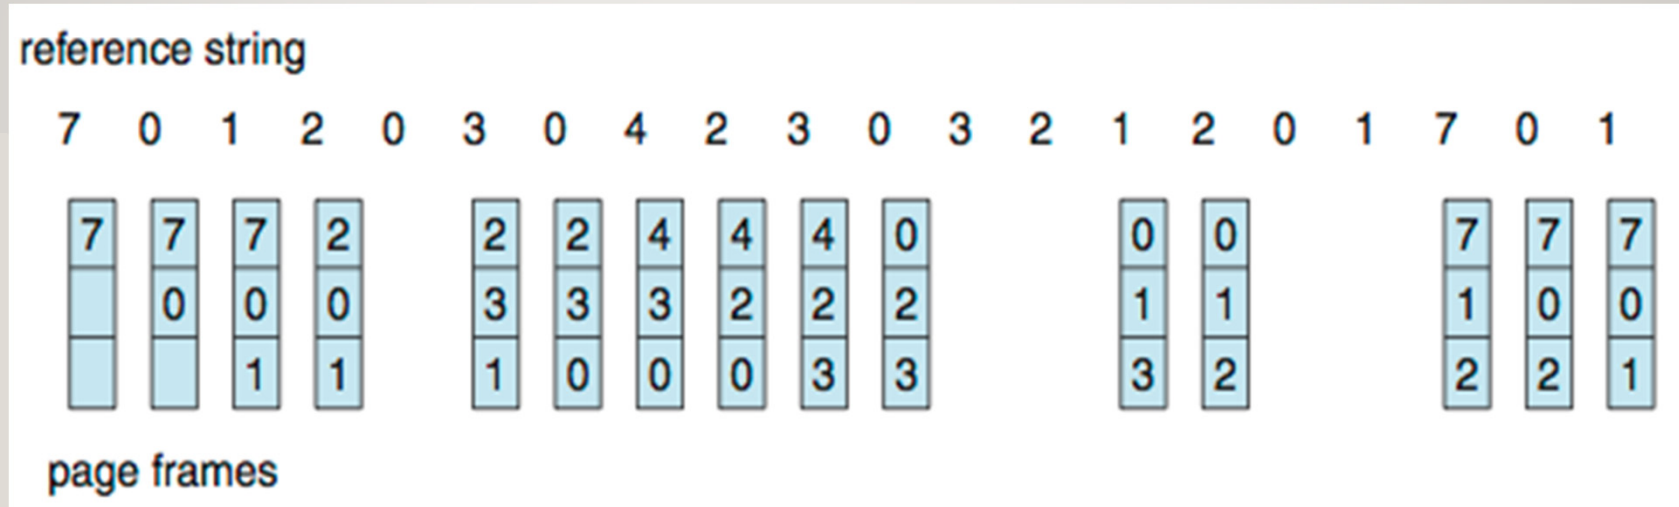 reference string
7 0 1 2 0 3 0 4 2 3 0 3 2 1 2 0 1 7 0 1
7 7 7 2 2 2 4 4 4 0 0 0 7 7 7
0 0 0 3 3 3 2 2 2 1 1 1 0 0
1 1 1 0 0 0 3 3 3 2 2 2 1
page frames